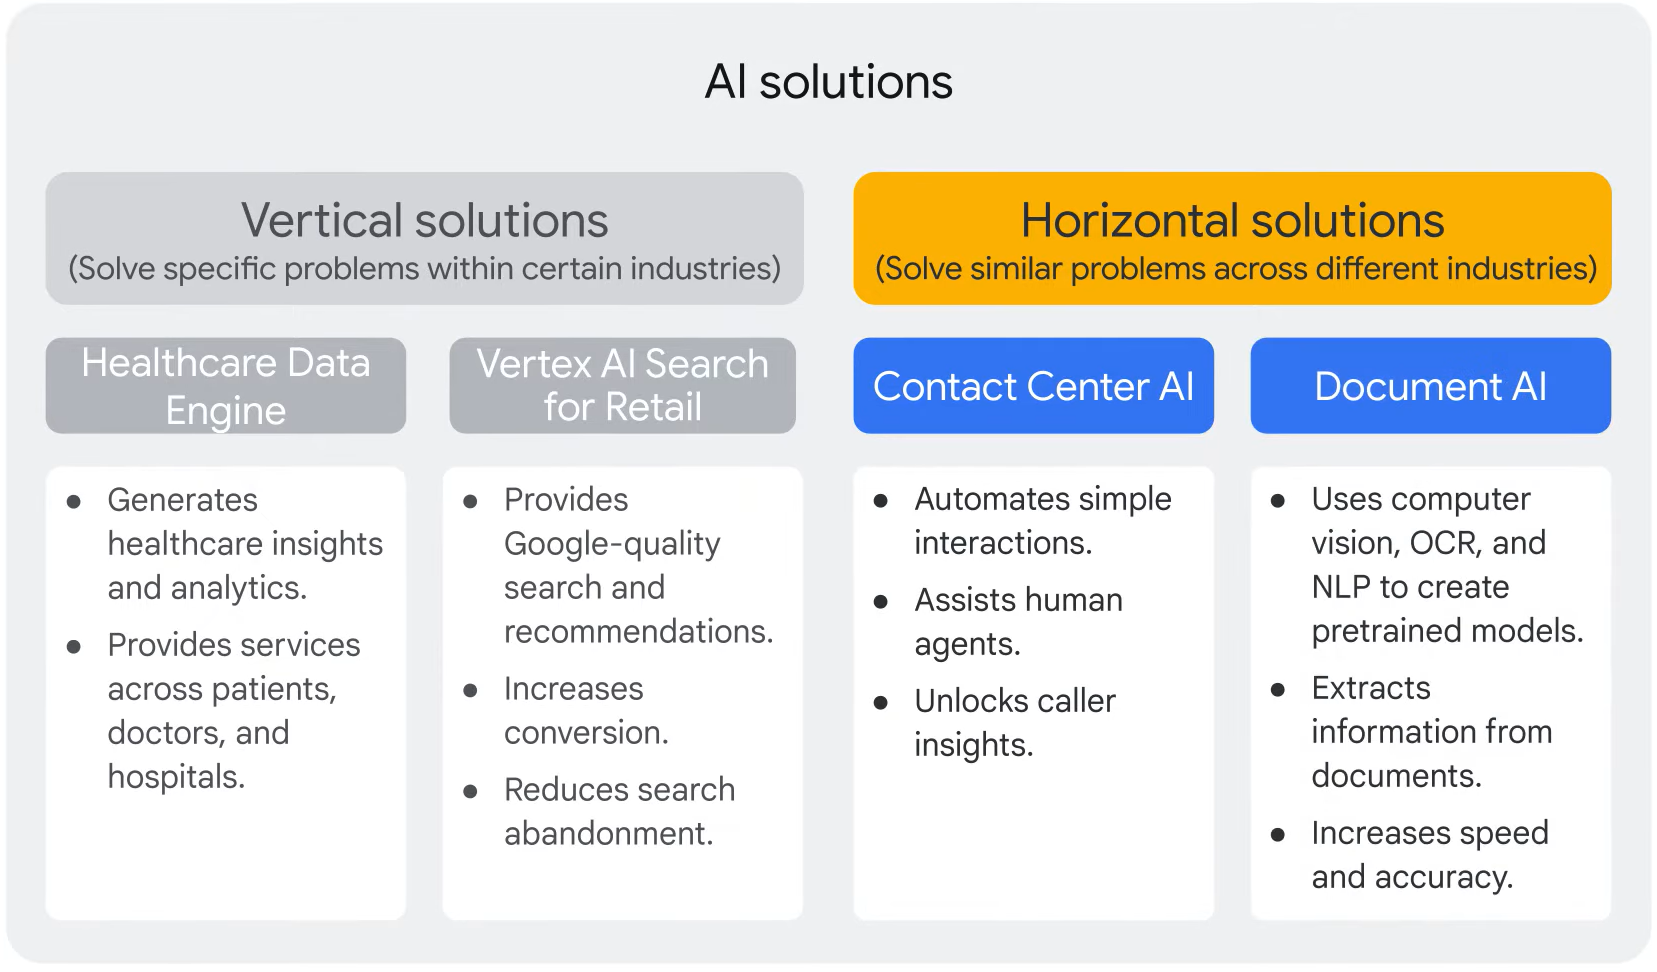 AI solutions
Vertical solutions
(Solve specific problems within certain industries)
Healthcare Data
Engine
● Generates
healthcare insights
and analytics.
● Provides services
across patients,
doctors, and
hospitals.
Vertex AI Search
for Retail
● Provides
Google-quality
search and
recommendations.
● Increases
conversion.
● Reduces search
abandonment.
Horizontal solutions
(Solve similar problems across different industries)
Contact Center AI
● Automates simple
interactions.
● Assists human
agents.
● Unlocks caller
insights.
Document AI
● Uses computer
vision, OCR, and
NLP to create
pretrained models.
● Extracts
information from
documents.
● Increases speed
and accuracy.